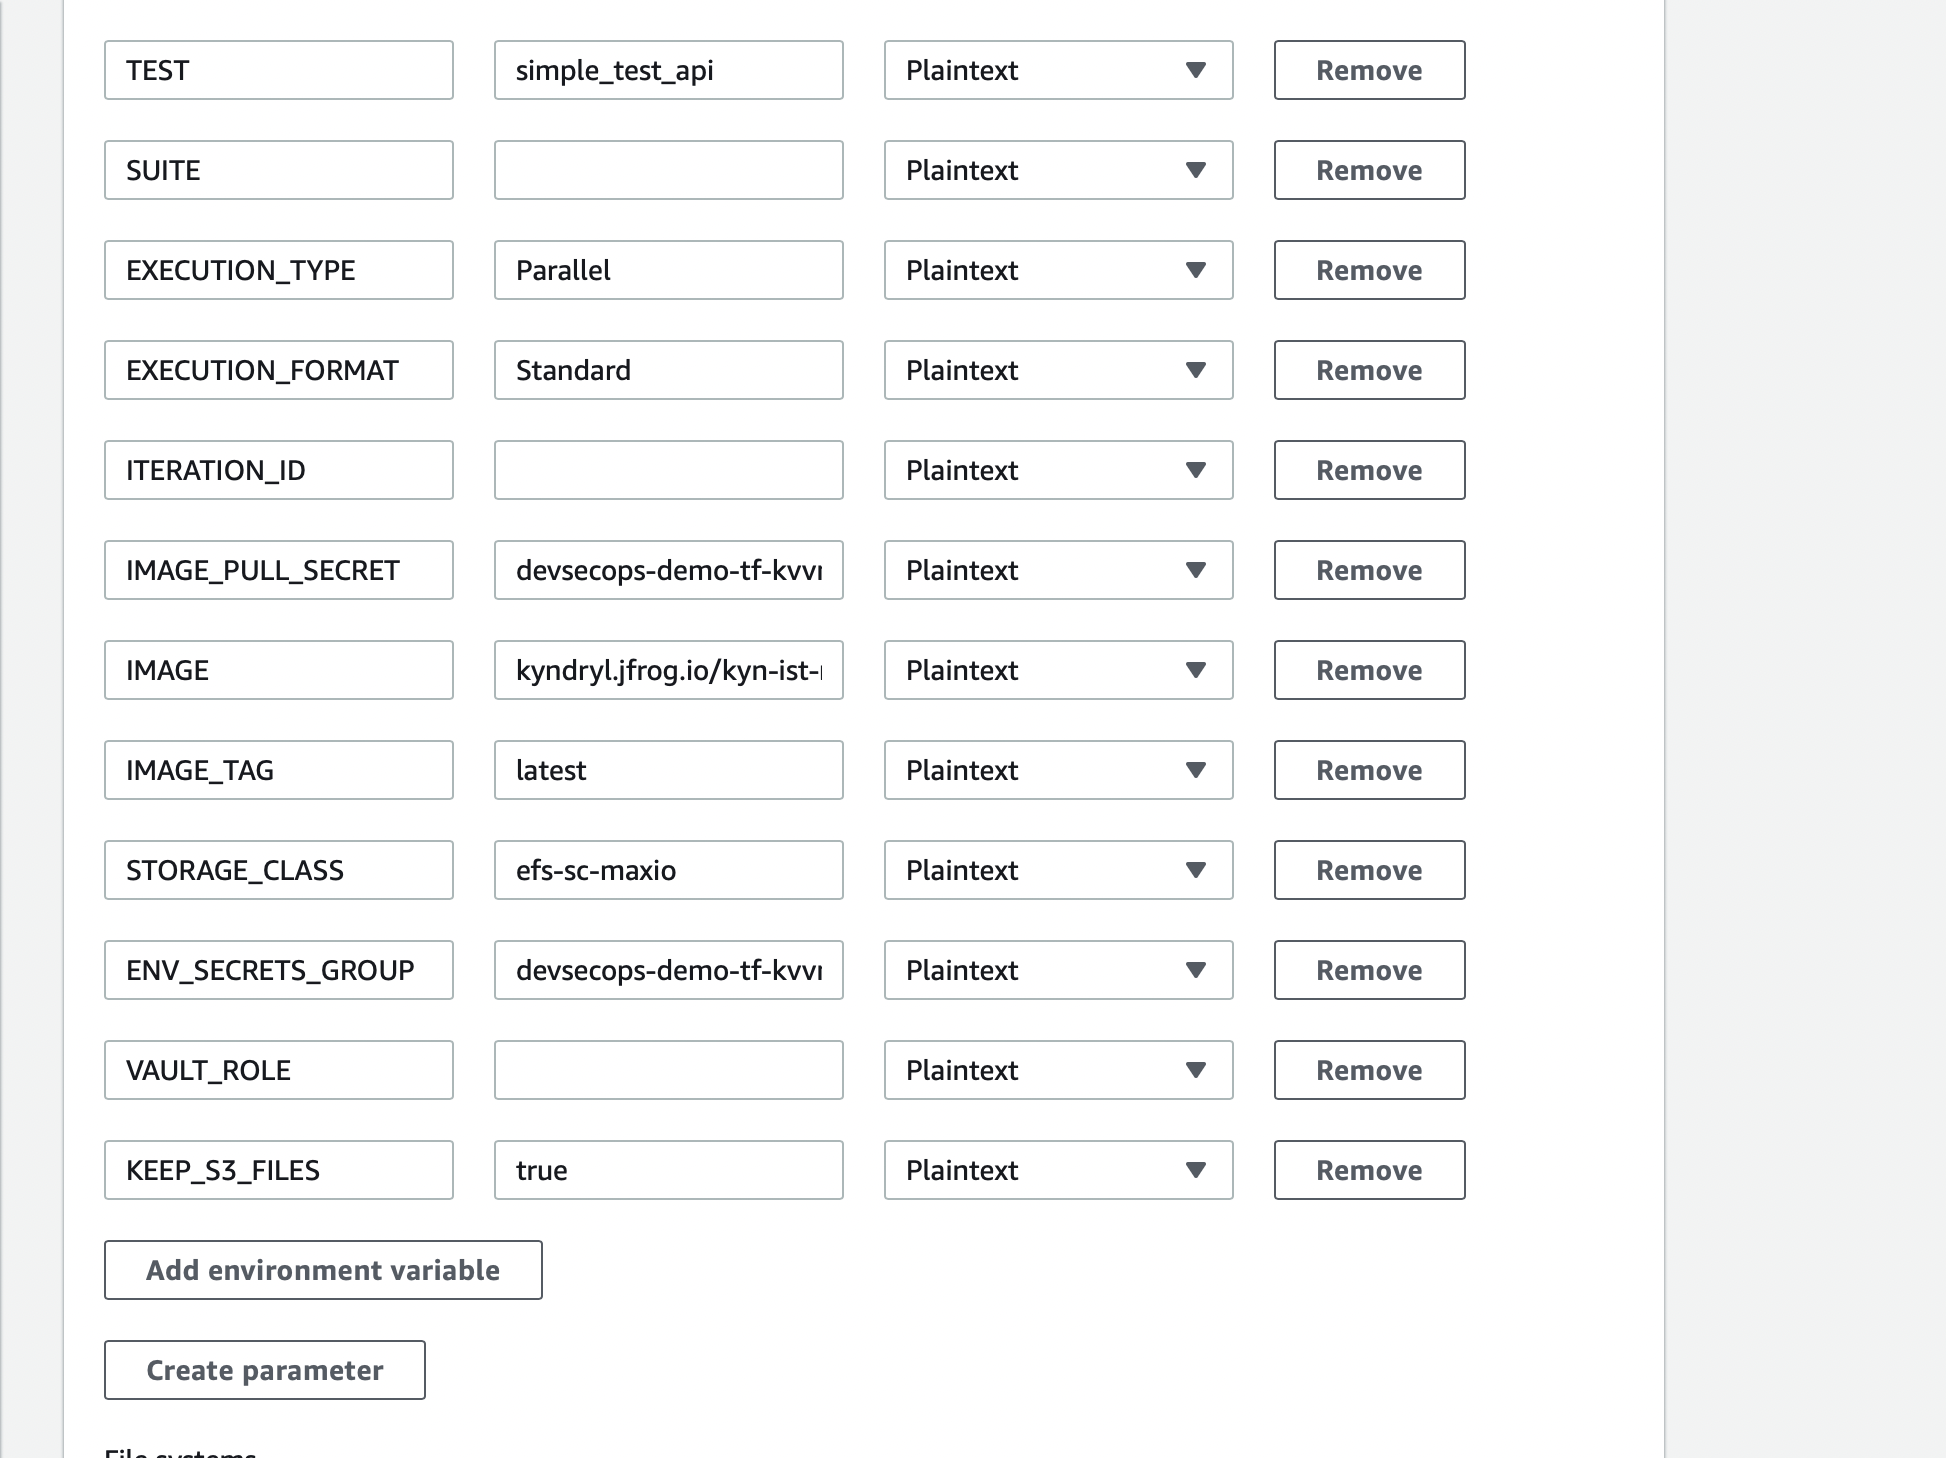 TEST simple_test_api Plaintext Remove
SUITE Plaintext Remove
EXECUTION_TYPE Parallel Plaintext Remove
EXECUTION_FORMAT Standard Plaintext Remove
ITERATION_ID Plaintext Remove
IMAGE_PULL_SECRET devsecops-demo-tf-kvv Plaintext Remove
IMAGE kyndryl.jfrog.io/kyn-ist- Plaintext Remove
IMAGE_TAG latest Plaintext Remove
STORAGE_CLASS efs-sc-maxio Plaintext Remove
ENV_SECRETS_GROUP devsecops-demo-tf-kvv Plaintext Remove
VAULT_ROLE Plaintext Remove
KEEP_S3_FILES true Plaintext Remove
Add environment variable
Create parameter
File systems